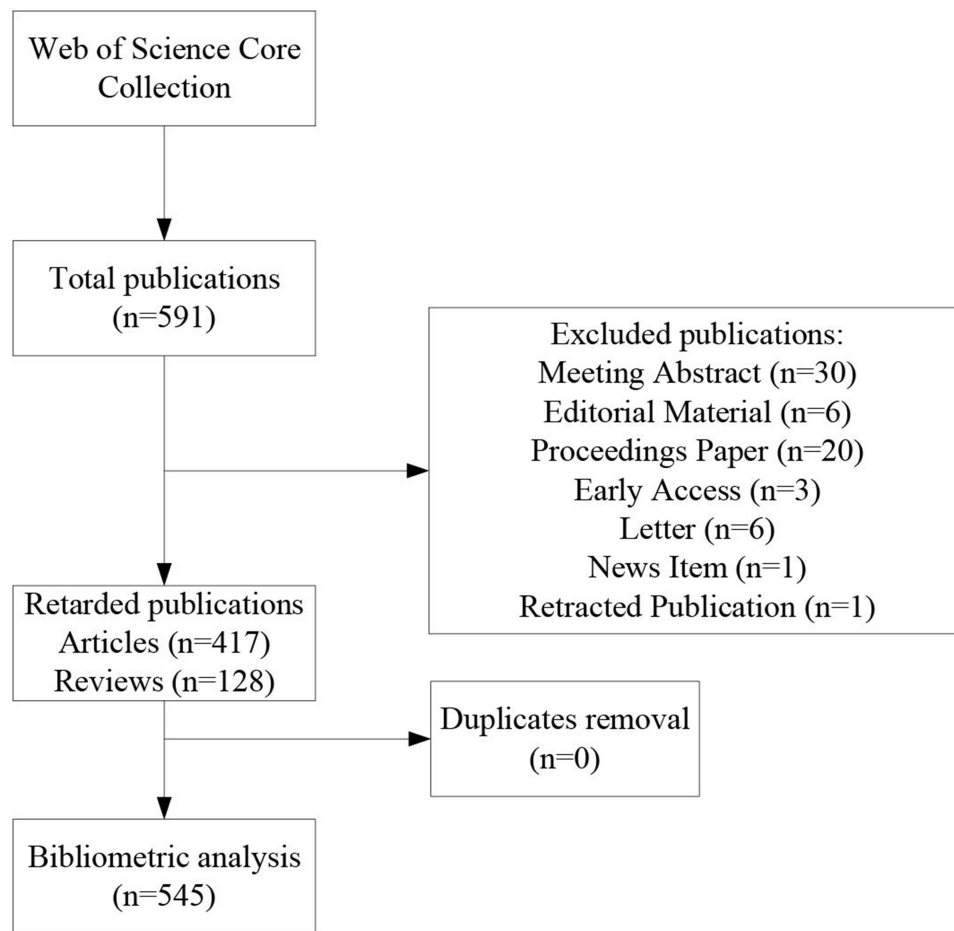 Web of Science Core
Collection
Total publications
(n=591)
Excluded publications:
Meeting Abstract (n=30)
Editorial Material (n=6)
Proceedings Paper (n=20)
Early Access (n=3)
Letter (n=6)
News Item (n=1)
Retracted Publication (n=1)
Retarded publications
Articles (n=417)
Reviews (n=128)
Duplicates removal
(n=0)
Bibliometric analysis
(n=545)